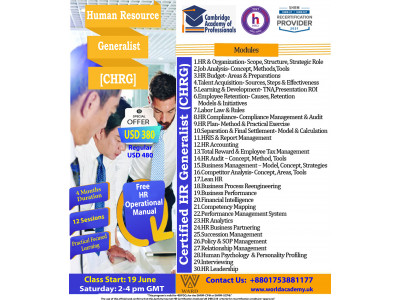 Human Resource
Generalist
[CHRG]
Cambridge
Academy of
Professionals
RECERTIFICATION
PROVIDER
SPECIAL
OFFER
USD 380
Regular
USD 480
4 Months
Duration
12 Sessions
Practical Focused
Learning
Free
HR
Operational
Manual
Class Start: 19 June
Saturday: 2-4 pm GMT
Certified HR Generalist (CHRG)
Modules
1.HR & Organization- Scope, Structure, Strategic Role
2.Job Analysis- Concept, Methods,Tools
3.HR Budget- Areas & Preparations
4.Talent Acquisition- Sources, Steps & Effectiveness
5.Learning & Development- TNA,Presentation ROI
6.Employee Retention- Causes, Retention
Models & Initiatives
7.Labor Law & Rules
8.HR Compliance- Compliance Management & Audit
9.HR Plan- Method & Practical Exercise
10.Separation & Final Settlement- Model & Calculation
11.HRIS & Report Management
12.HR Accounting
13.Total Reward & Employee Tax Management
14.HR Audit – Concept, Method, Tools
15.Business Management – Model, Concept, Strategies
16.Competitor Analysis- Concept, Areas, Tools
17.Lean HR
18.Business Process Reengineering
19.Business Performance
20.Financial Intelligence
21.Competency Mapping
22.Performance Management System
23.HR Analytics
24.HR Business Partnering
25.Succession Management
26.Policy & SOP Management
27.Relationship Management
28.Human Psychology & Personality Profiling
29.Interviewing
30.HR Leadership
WARD
Contact Us: +8801753881177
www.worldacademy.uk